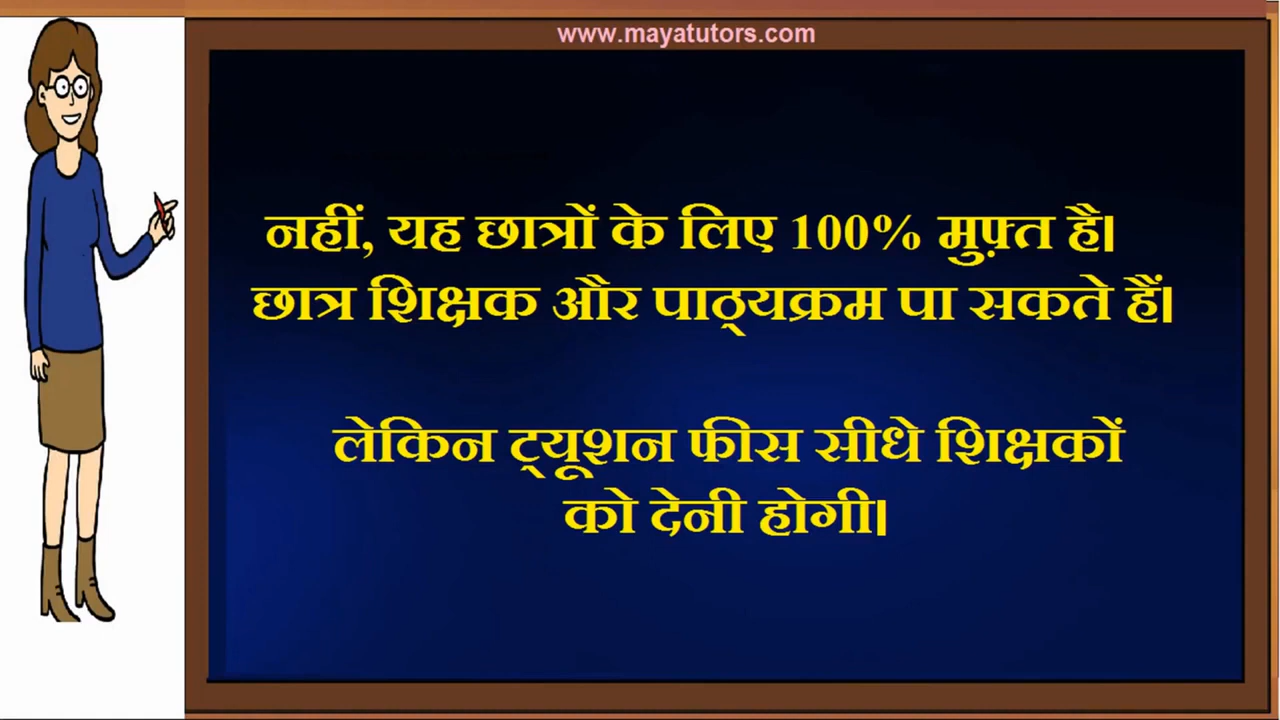 www.mayatutors.com
नहीं, यह छात्रों के लिए 100% मुफ़्त है।
छात्र शिक्षक और पाठ्यक्रम पा सकते हैं।
लेकिन ट्यूशन फीस सीधे शिक्षकों
को देनी होगी।